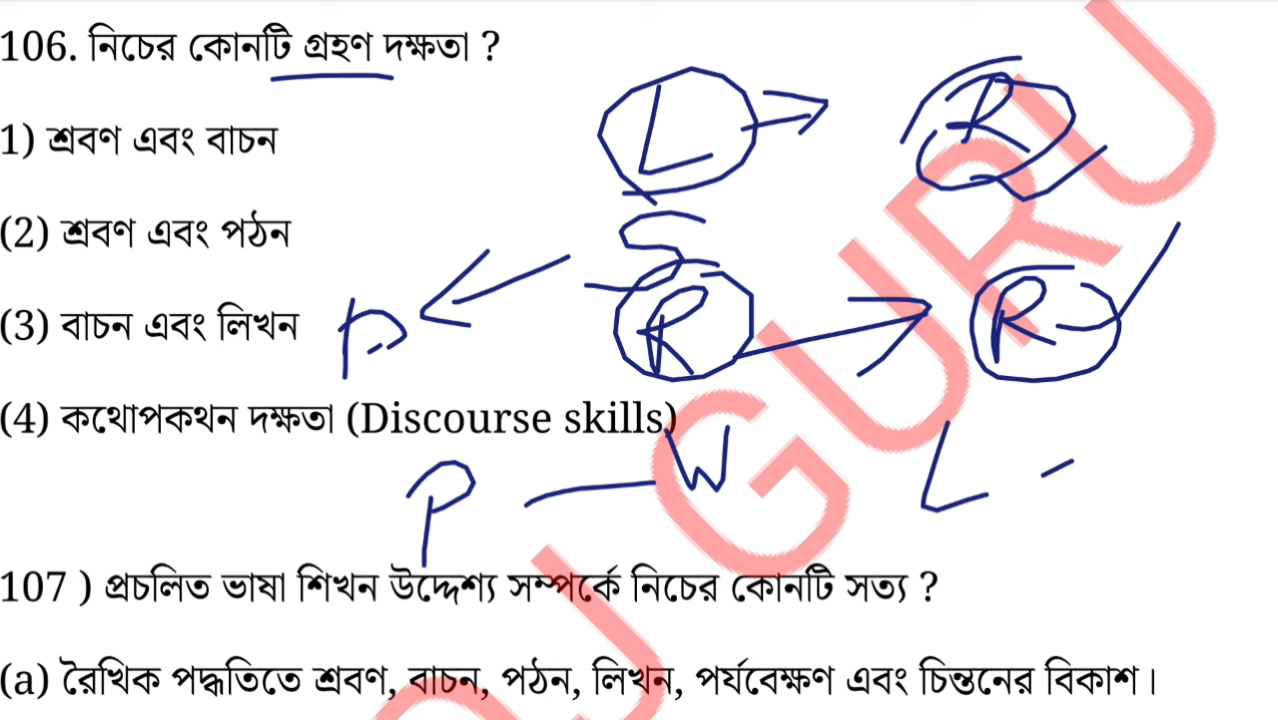 106. নিচের কোনটি গ্রহণ দক্ষতা ?
1) শ্রবণ এবং বাচন
(2) শ্রবণ এবং পঠন
(3) বাচন এবং লিখন
(4) কথোপকথন দক্ষতা (Discourse skills)
L R
S
P R R
P W L
107 ) প্রচলিত ভাষা শিখন উদ্দেশ্য সম্পর্কে নিচের কোনটি সত্য ?
(a) রৈখিক পদ্ধতিতে শ্রবণ, বাচন, পঠন, লিখন, পর্যবেক্ষণ এবং চিন্তনের বিকাশ।
GURU